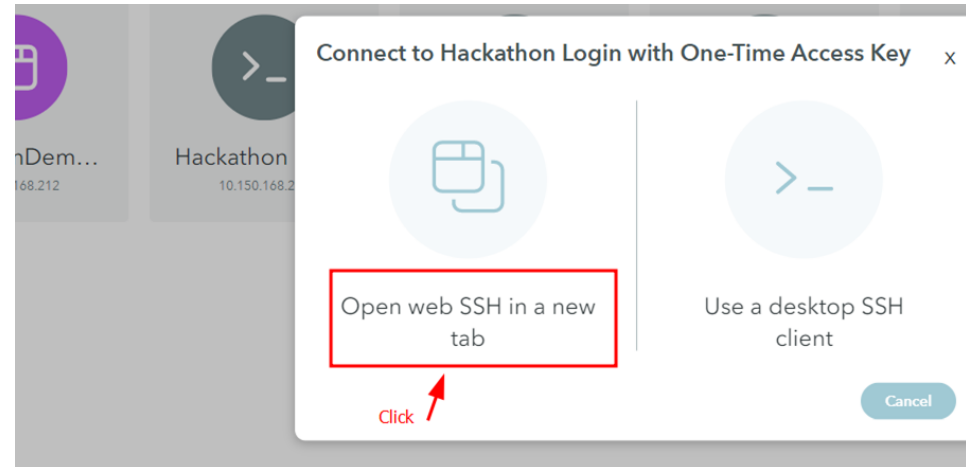 Connect to Hackathon Login with One-Time Access Key X
nDem...
168.212
Hackathon
10.150.168.2
Open web SSH in a new
tab
Use a desktop SSH
client
Click
Cancel